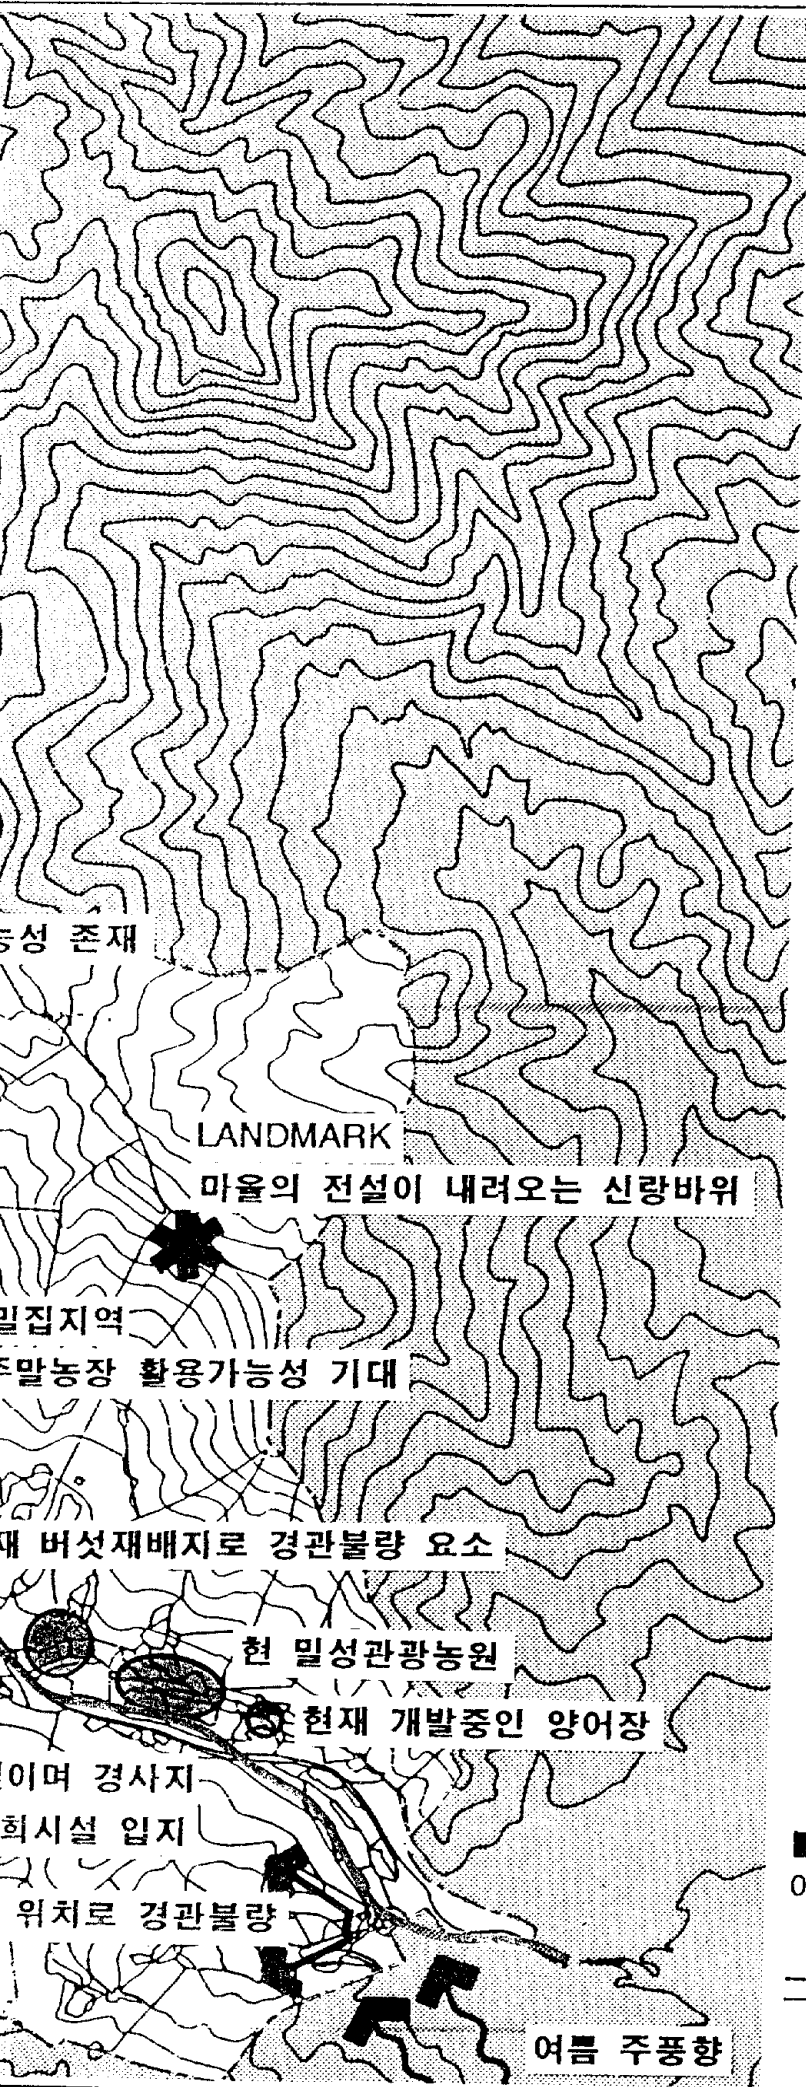 능성 존재
LANDMARK
마을의 전설이 내려오는 신랑바위
밀집지역
주말농장 활용가능성 기대
재 버섯재배지로 경관불량 요소
현 밀성관광농원
현재 개발중인 양어장
이며 경사지
희시설 입지
위치로 경관불량
여름 주풍향